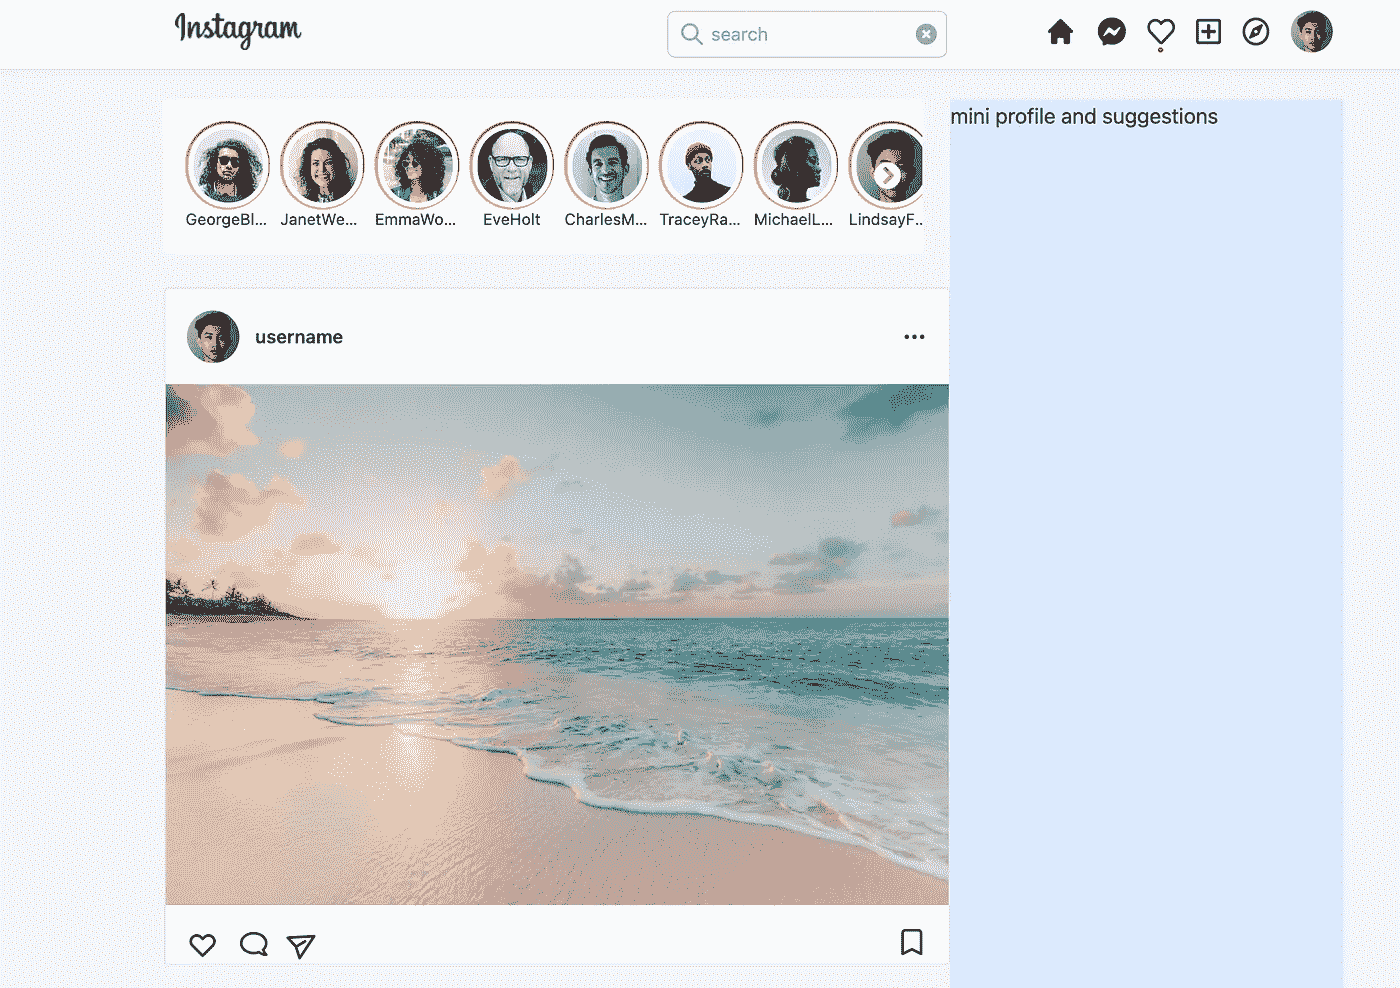 Instagram
search
mini profile and suggestions
GeorgeBl... JanetWe... EmmaWo... EveHolt CharlesM... TraceyRa... MichaelL... LindsayF..
username